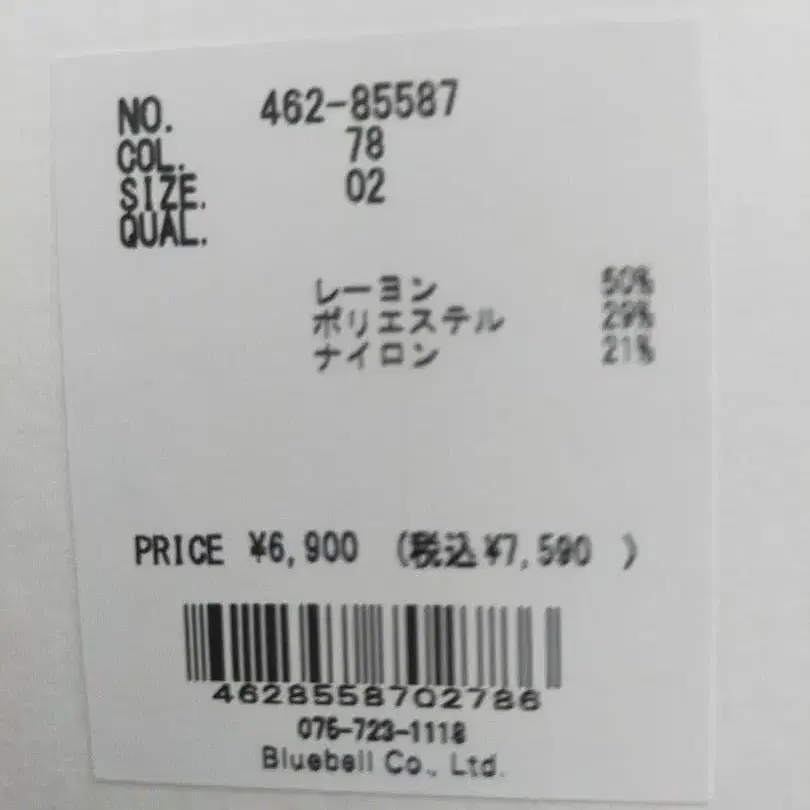 NO. 462-85587
COL. 78
SIZE. 02
QUAL.
レーヨン 50%
ポリエステル 29%
ナイロン 21%
PRICE ¥6,900 (税込¥7,590 )
4628558702786
075-723-1118
Bluebell Co., Ltd.